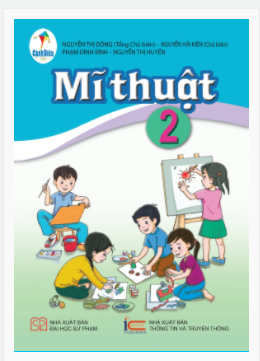 Cánh Diều
NGUYỄN THỊ ĐÔNG (Tổng Chủ biên) – NGUYỄN HẢI KIÊN (Chủ biên)
PHẠM ĐÌNH BÌNH – NGUYỄN THỊ HUYỀN
Mĩ thuật
2
NHÀ XUẤT BẢN
ĐẠI HỌC SƯ PHẠM
NHÀ XUẤT BẢN
THÔNG TIN VÀ TRUYỀN THÔNG